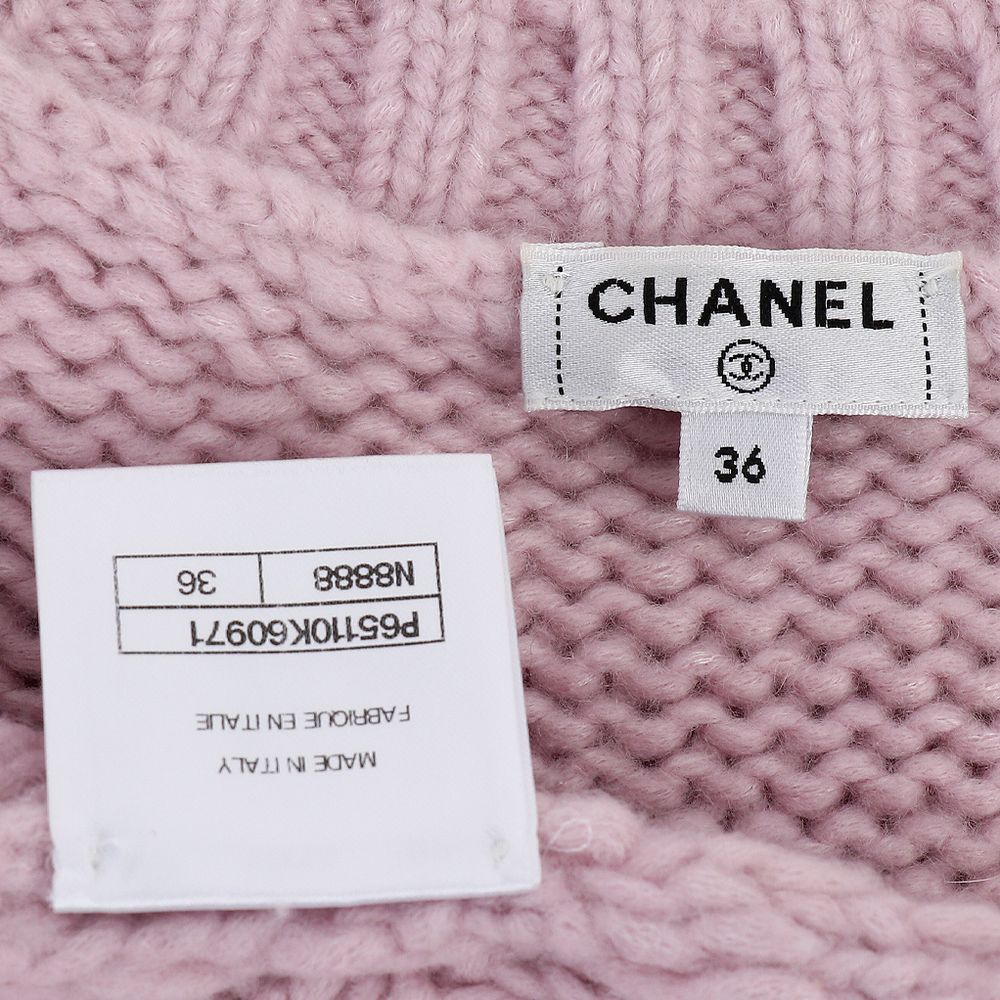 CHANEL
36
MADE IN ITALY
FABRIQUE EN ITALIE
P65110K60971
N8888 36